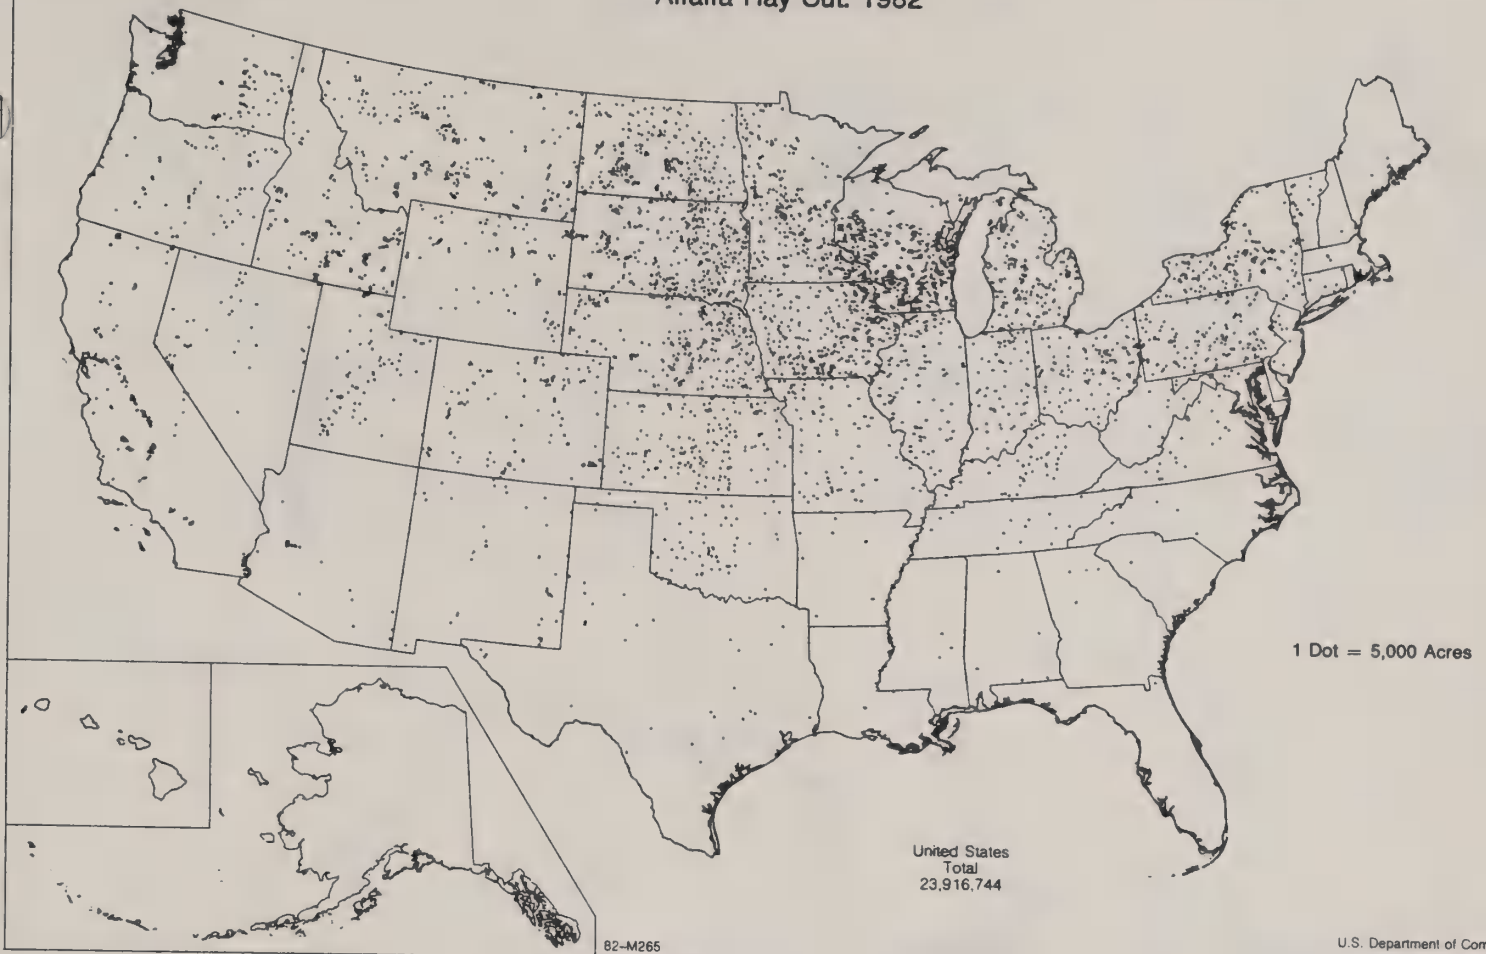 Alfalfa Hay Cut: 1982
1 Dot = 5,000 Acres
United States
Total
23,916,744
82-M265
U.S. Department of Com